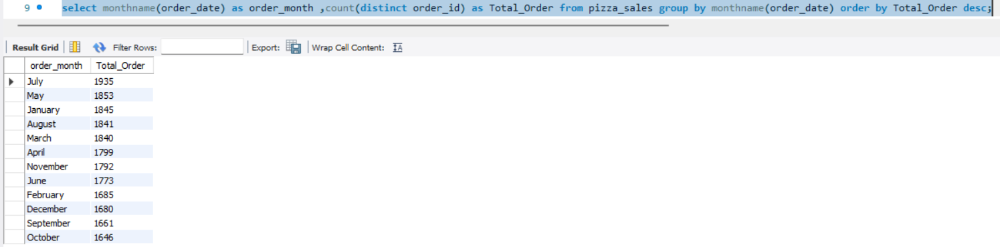 9 select monthname(order_date) as order_month ,count(distinct order_id) as Total_Order from pizza_sales group by monthname(order_date) order by Total_Order desc;
Result Grid Filter Rows: Export: Wrap Cell Content: IA
order_month Total_Order
July 1935
May 1853
January 1845
August 1841
March 1840
April 1799
November 1792
June 1773
February 1685
December 1680
September 1661
October 1646